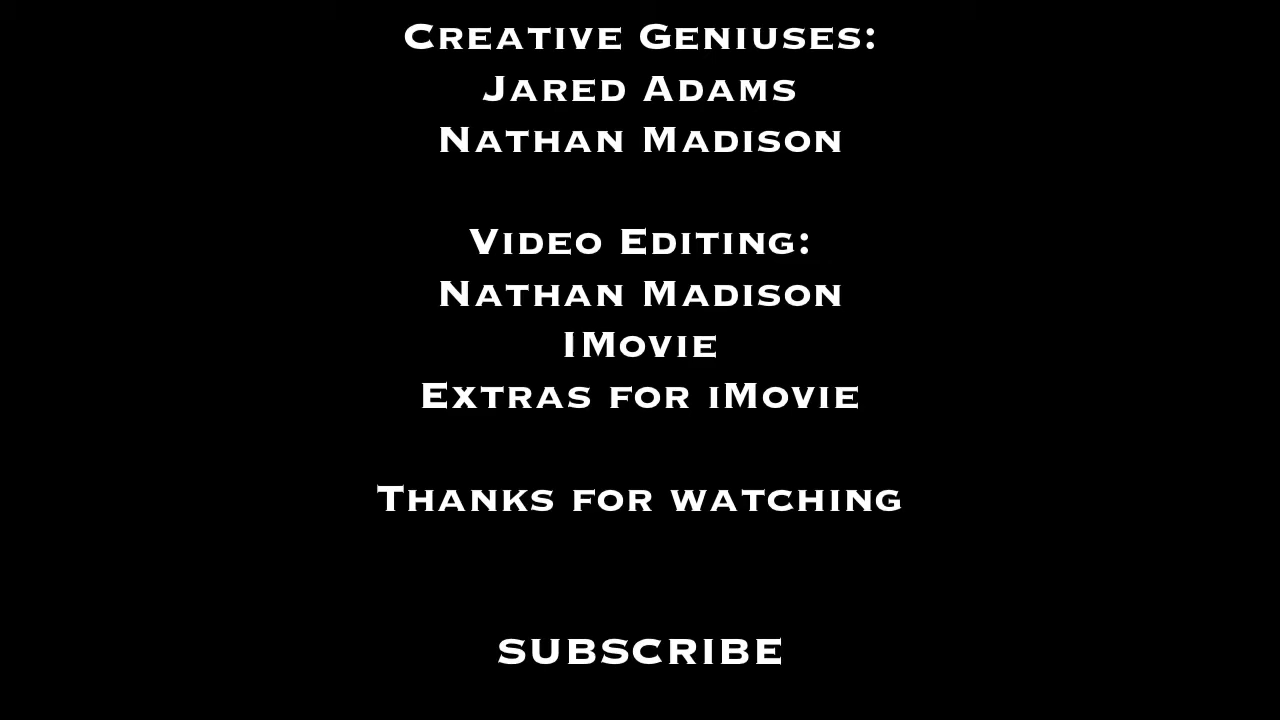 Creative Geniuses:
Jared Adams
Nathan Madison
Video Editing:
Nathan Madison
IMovie
Extras for iMovie
Thanks for watching
SUBSCRIBE